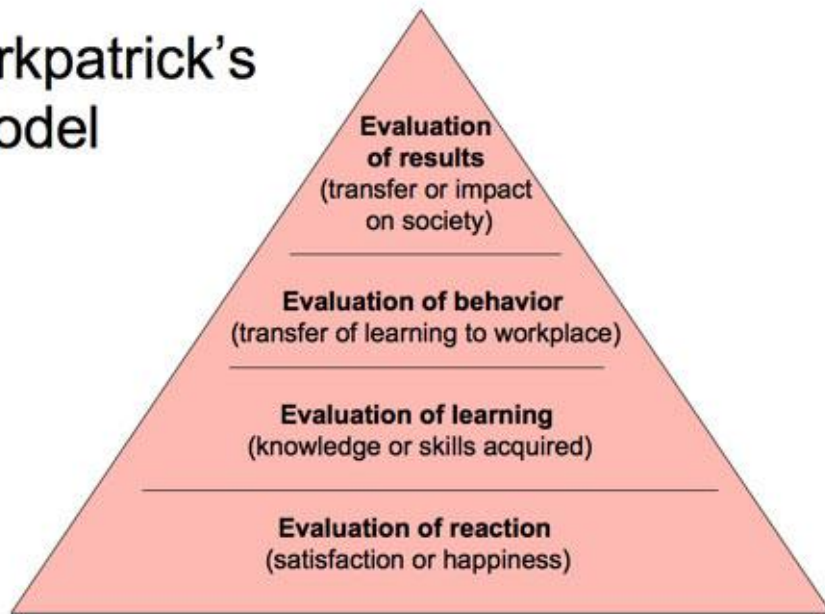 rkpatrick's
odel
Evaluation
of results
(transfer or impact
on society)
Evaluation of behavior
(transfer of learning to workplace)
Evaluation of learning
(knowledge or skills acquired)
Evaluation of reaction
(satisfaction or happiness)